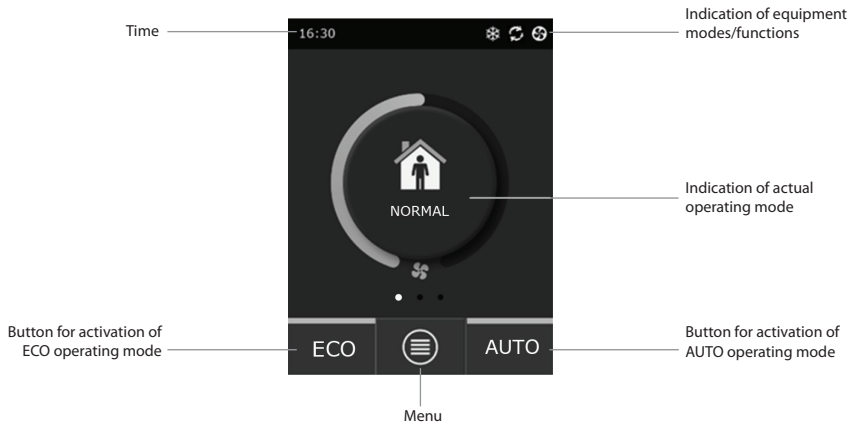 Time
16:30
Indication of equipment
modes/functions
NORMAL
Indication of actual
operating mode
Button for activation of
ECO operating mode
ECO
AUTO
Button for activation of
AUTO operating mode
Menu